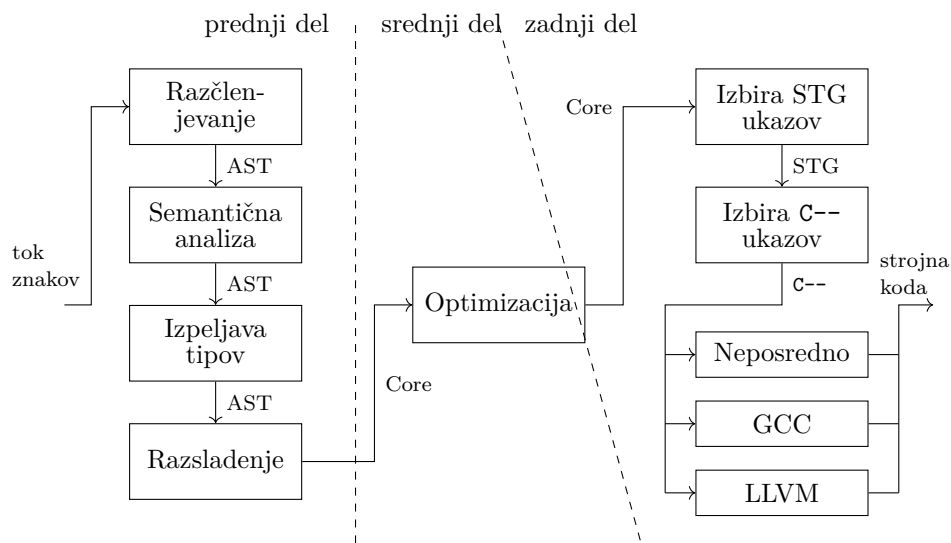 prednji del
srednji del
zadnji del
tok
znakov
Razčlen-
jevanje
AST
Semantična
analiza
AST
Izpeljava
tipov
AST
Razsladenje
Core
Optimizacija
Core
Izbira STG
ukazov
STG
Izbira C--
ukazov
C--
Neposredno
GCC
LLVM
strojna
koda